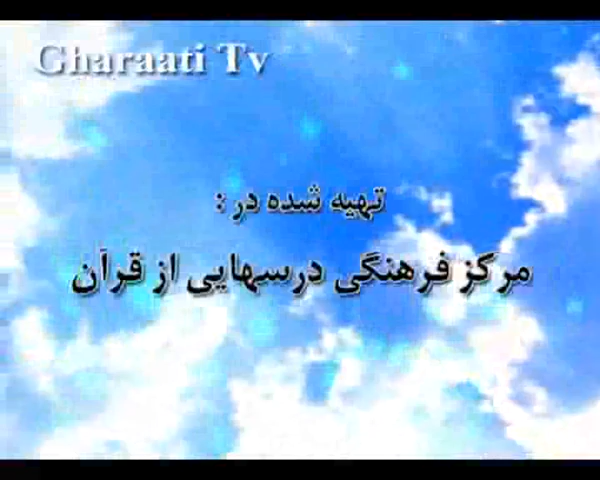 Gharaati Tv
تهیه شده در :
مرکز فرهنگی درسهایی از قرآن